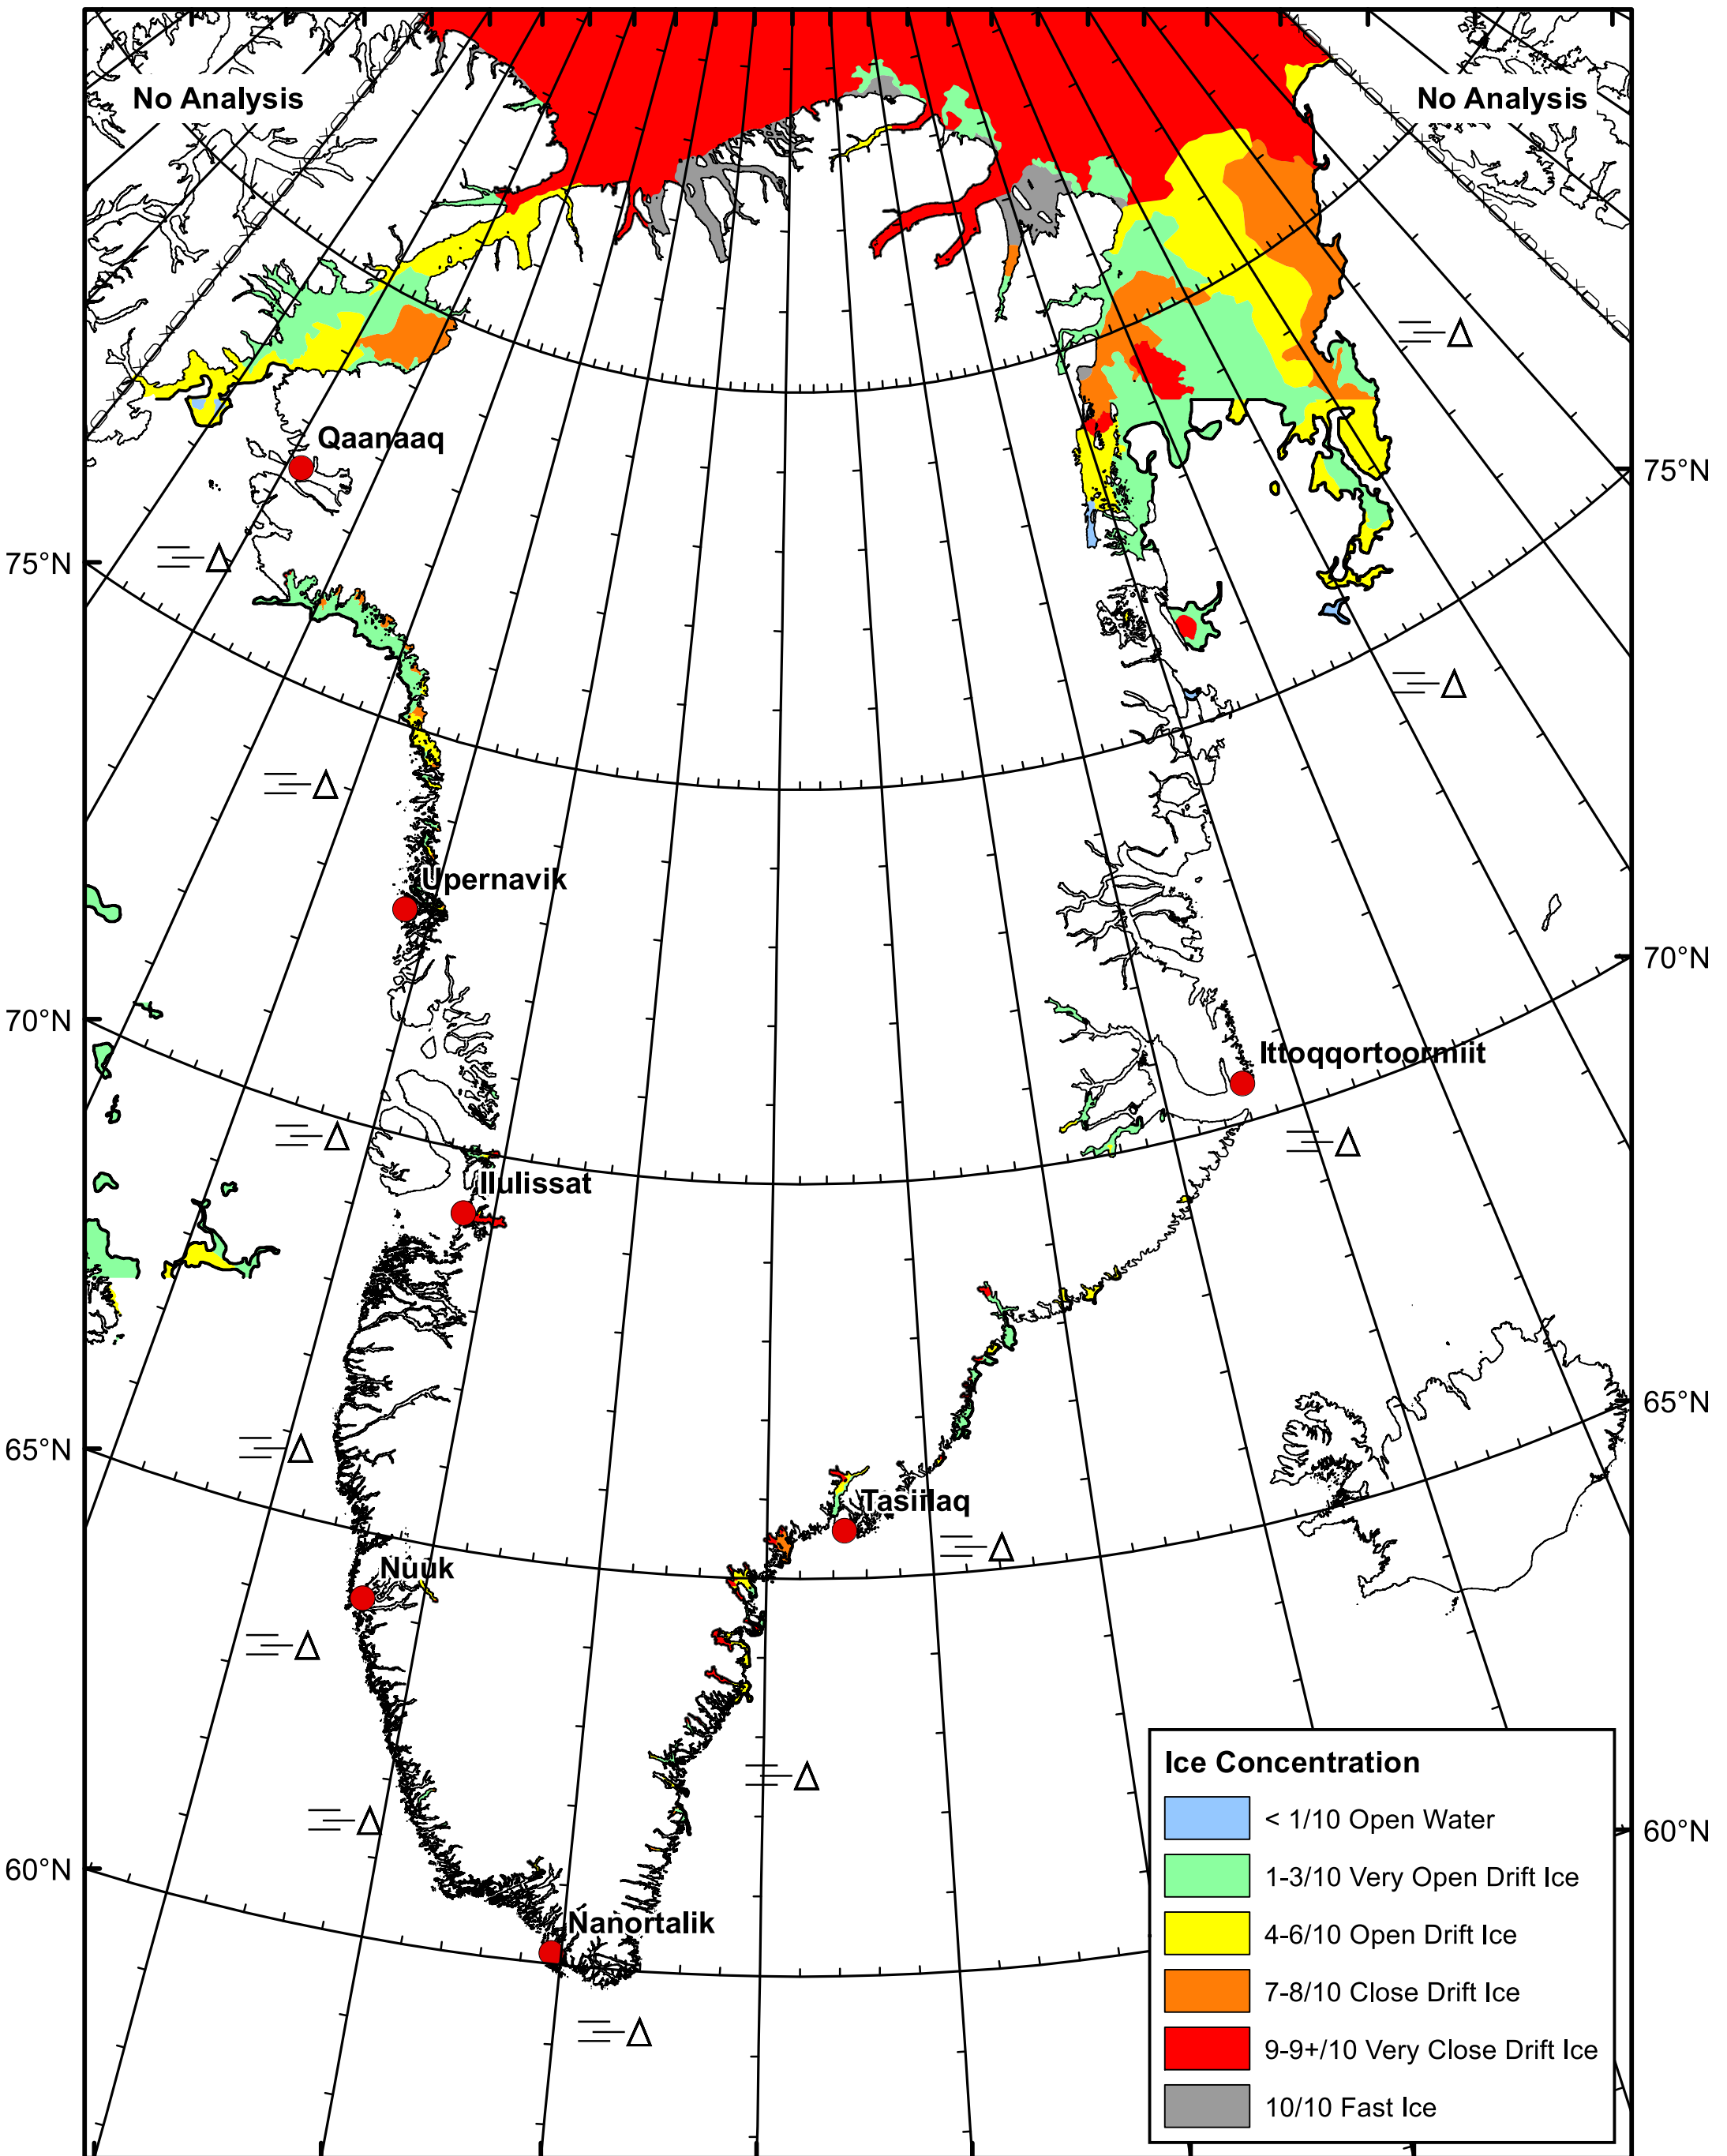 No Analysis
No Analysis
Qaanaaq
75°N
75°N
Upernavik
70°N
70°N
Ittoqqortoormiit
Ilulissat
65°N
65°N
Tasiilaq
Nuuk
Ice Concentration
< 1/10 Open Water
1-3/10 Very Open Drift Ice
4-6/10 Open Drift Ice
7-8/10 Close Drift Ice
9-9+/10 Very Close Drift Ice
10/10 Fast Ice
60°N
60°N
Nanortalik